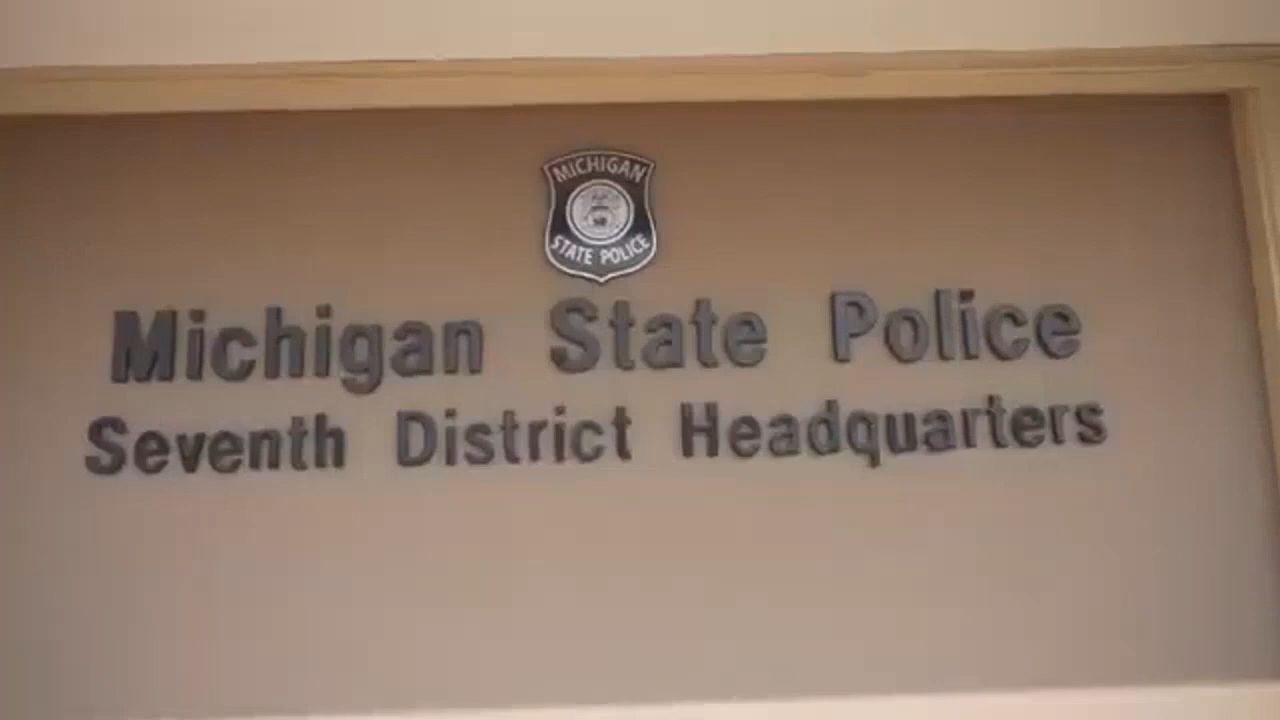 MICHIGAN
STATE POLICE
Michigan State Police
Seventh District Headquarters